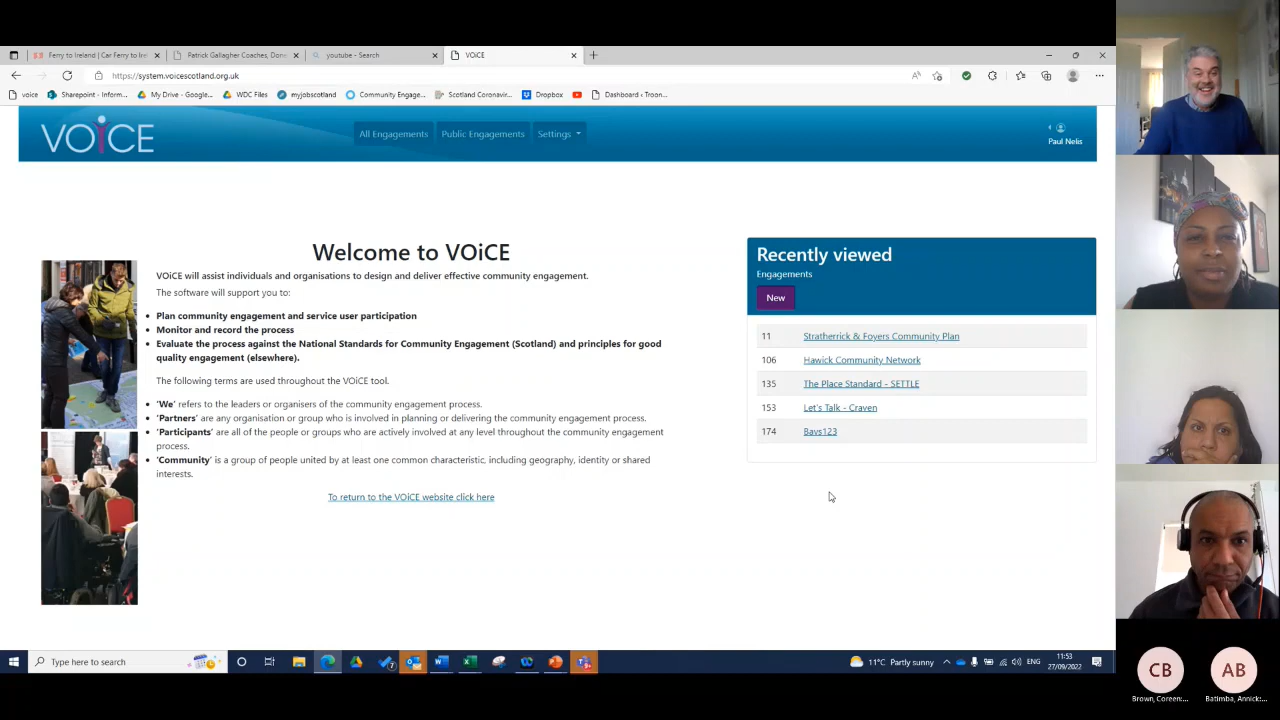 Ferry to Ireland | Car Ferry to Ire
Patrick Gallagher Coaches, Don
youtube - Search
VOiCE
https://system.voicescotland.org.uk
voice
Sharepoint - Inform...
My Drive - Google...
WDC Files
myjobscotland
Community Engage...
Scotland Coronavir...
Dropbox
Dashboard ‹ Troon...
VOiCE
All Engagements
Public Engagements
Settings
Paul Nelis
Welcome to VOiCE
VOiCE will assist individuals and organisations to design and deliver effective community engagement.
The software will support you to:
Plan community engagement and service user participation
Monitor and record the process
Evaluate the process against the National Standards for Community Engagement (Scotland) and principles for good
quality engagement (elsewhere).
The following terms are used throughout the VOiCE tool.
'We' refers to the leaders or organisers of the community engagement process.
'Partners' are any organisation or group who is involved in planning or delivering the community engagement process.
'Participants' are all of the people or groups who are actively involved at any level throughout the community engagement
process.
'Community' is a group of people united by at least one common characteristic, including geography, identity or shared
interests.
To return to the VOiCE website click here
Recently viewed
Engagements
New
11 Stratherrick & Foyers Community Plan
106 Hawick Community Network
135 The Place Standard - SETTLE
153 Let's Talk - Craven
174 Bavs123
Type here to search
11°C Partly sunny
ENG
11:53
27/09/2022
CB
Brown, Coreen:...
AB
Batimba, Annick:...